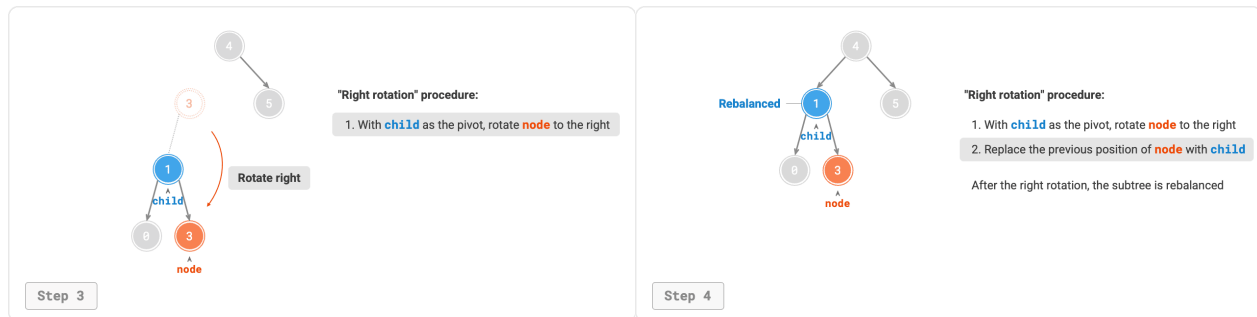 4
3
5
"Right rotation" procedure:
1. With child as the pivot, rotate node to the right
1
child
Rotate right
0
3
node
Step 3
4
Rebalanced
1
5
child
0
3
node
"Right rotation" procedure:
1. With child as the pivot, rotate node to the right
2. Replace the previous position of node with child
After the right rotation, the subtree is rebalanced
Step 4